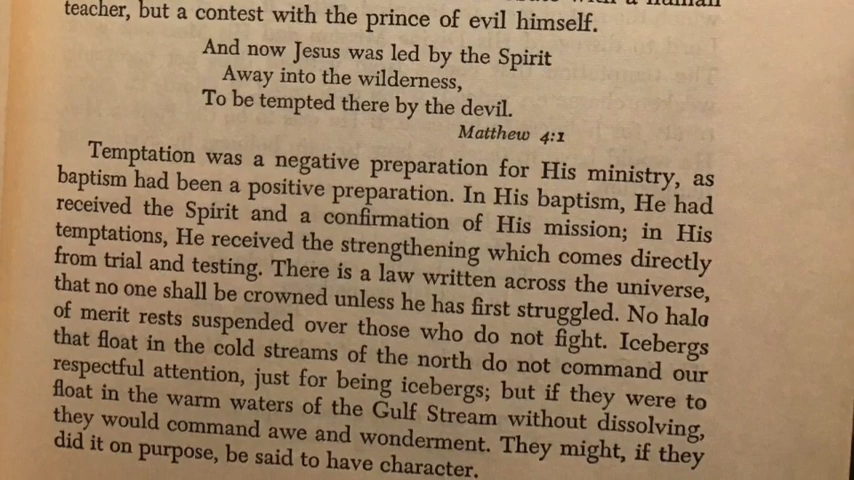 teacher, but a contest with the prince of evil himself.
And now Jesus was led by the Spirit
Away into the wilderness,
To be tempted there by the devil.
Matthew 4:1
Temptation was a negative preparation for His ministry, as
baptism had been a positive preparation. In His baptism, He had
received the Spirit and a confirmation of His mission; in His
temptations, He received the strengthening which comes directly
from trial and testing. There is a law written across the universe,
that no one shall be crowned unless he has first struggled. No halo
of merit rests suspended over those who do not fight. Icebergs
that float in the cold streams of the north do not command our
respectful attention, just for being icebergs; but if they were to
float in the warm waters of the Gulf Stream without dissolving,
they would command awe and wonderment. They might, if they
did it on purpose, be said to have character.